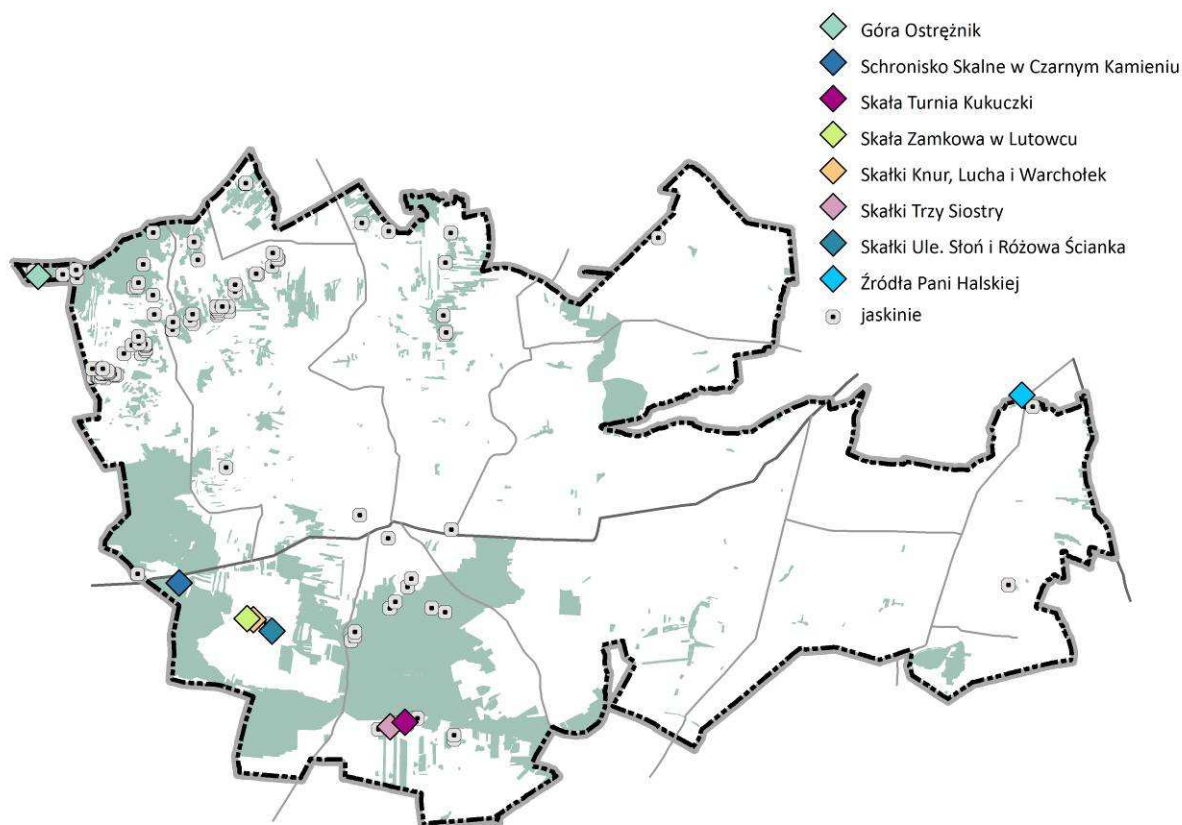 Góra Ostrężnik
Schronisko Skalne w Czarnym Kamieniu
Skała Turnia Kukuczki
Skała Zamkowa w Lutowcu
Skałki Knur, Lucha i Warchołek
Skałki Trzy Siostry
Skałki Ule. Słoń i Różowa Ścianka
Źródła Pani Halskiej
jaskinie